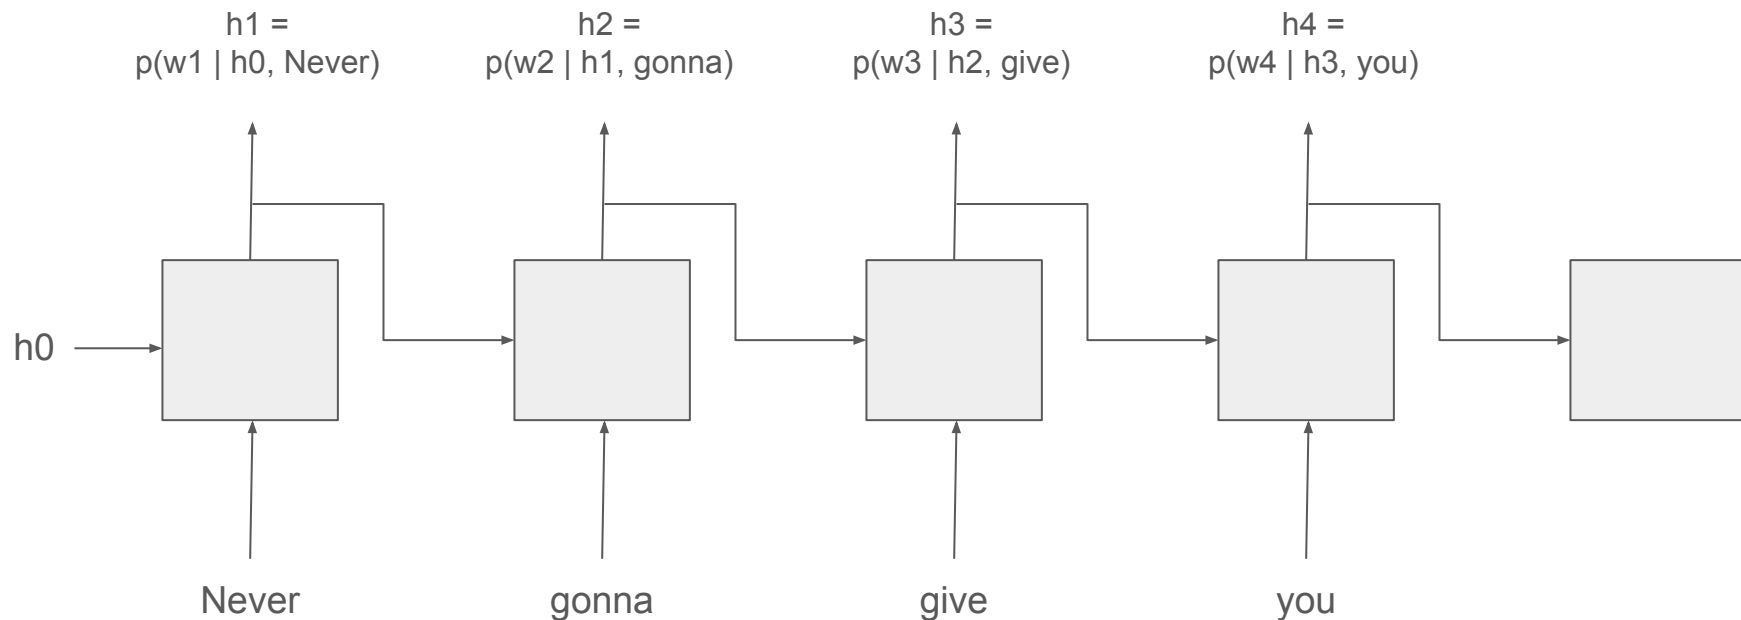 h1 =
p(w1 | h0, Never)
h2 =
p(w2 | h1, gonna)
h3 =
p(w3 | h2, give)
h4 =
p(w4 | h3, you)
h0
Never
gonna
give
you